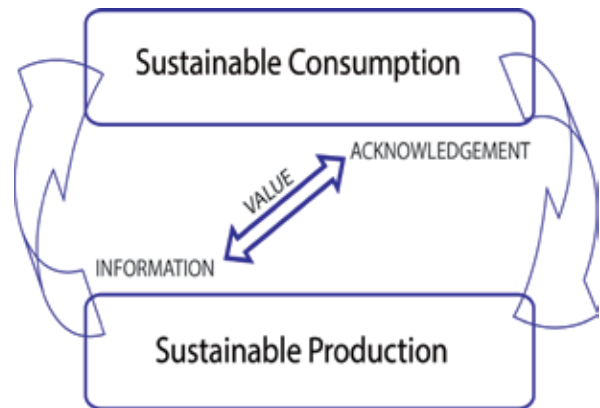 Sustainable Consumption
ACKNOWLEDGEMENT
VALUE
INFORMATION
Sustainable Production